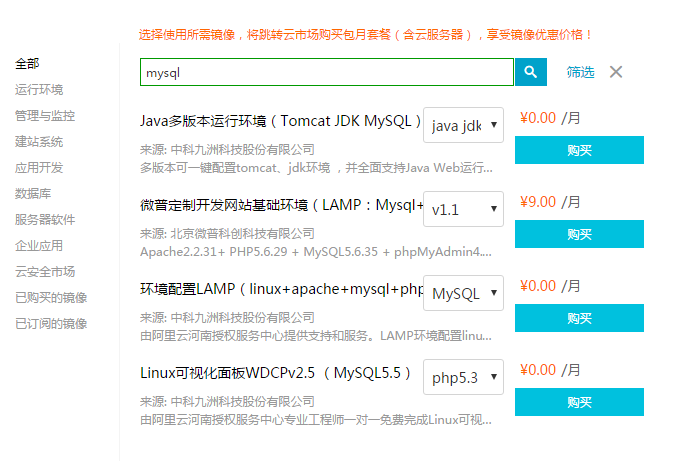 选择使用所需镜像，将跳转云市场购买包月套餐（含云服务器），享受镜像优惠价格！
全部
运行环境
管理与监控
建站系统
应用开发
数据库
服务器软件
企业应用
云安全市场
已购买的镜像
已订阅的镜像
mysql
筛选
Java多版本运行环境（Tomcat JDK MySQL）
java jdk
¥0.00 /月
来源: 中科九洲科技股份有限公司
多版本可一键配置tomcat、jdk环境 ，并全面支持Java Web运行...
购买
微普定制开发网站基础环境（LAMP：Mysql+
v1.1
¥9.00 /月
来源: 北京微普科创科技有限公司
Apache2.2.31+ PHP5.6.29 + MySQL5.6.35 + phpMyAdmin4....
购买
环境配置LAMP（linux+apache+mysql+php
MySQL
¥0.00 /月
来源: 中科九洲科技股份有限公司
由阿里云河南授权服务中心提供支持和服务。LAMP环境配置linu...
购买
Linux可视化面板WDCPv2.5 （ MySQL5.5 ）
php5.3
¥0.00 /月
来源: 中科九洲科技股份有限公司
由阿里云河南授权服务中心专业工程师一对一免费完成Linux可视...
购买